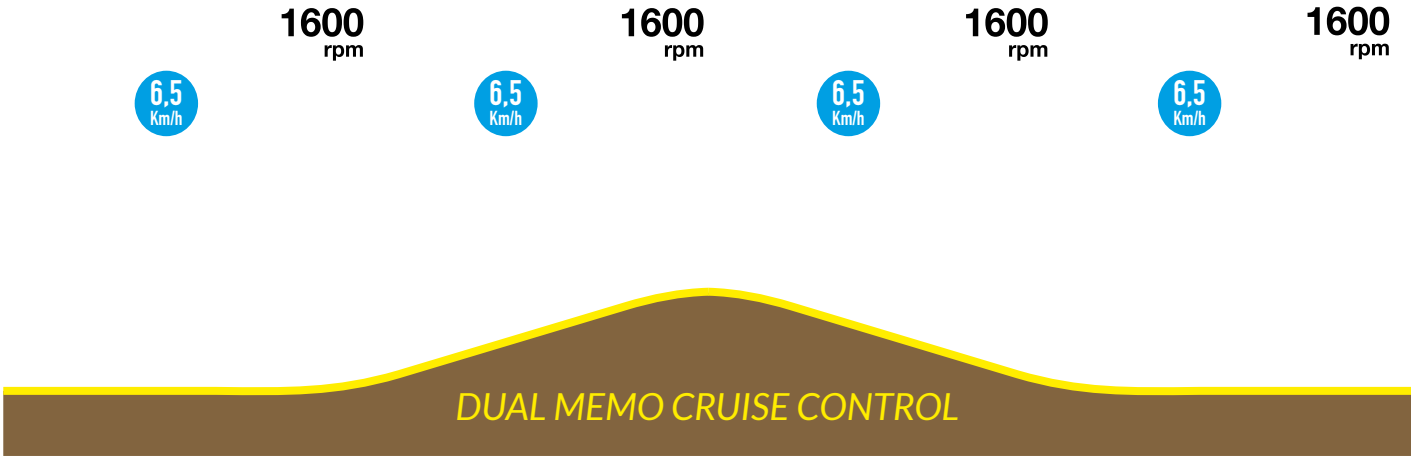 1600 1600 1600 1600
rpm rpm rpm rpm
6,5 6,5 6,5 6,5
Km/h Km/h Km/h Km/h
DUAL MEMO CRUISE CONTROL